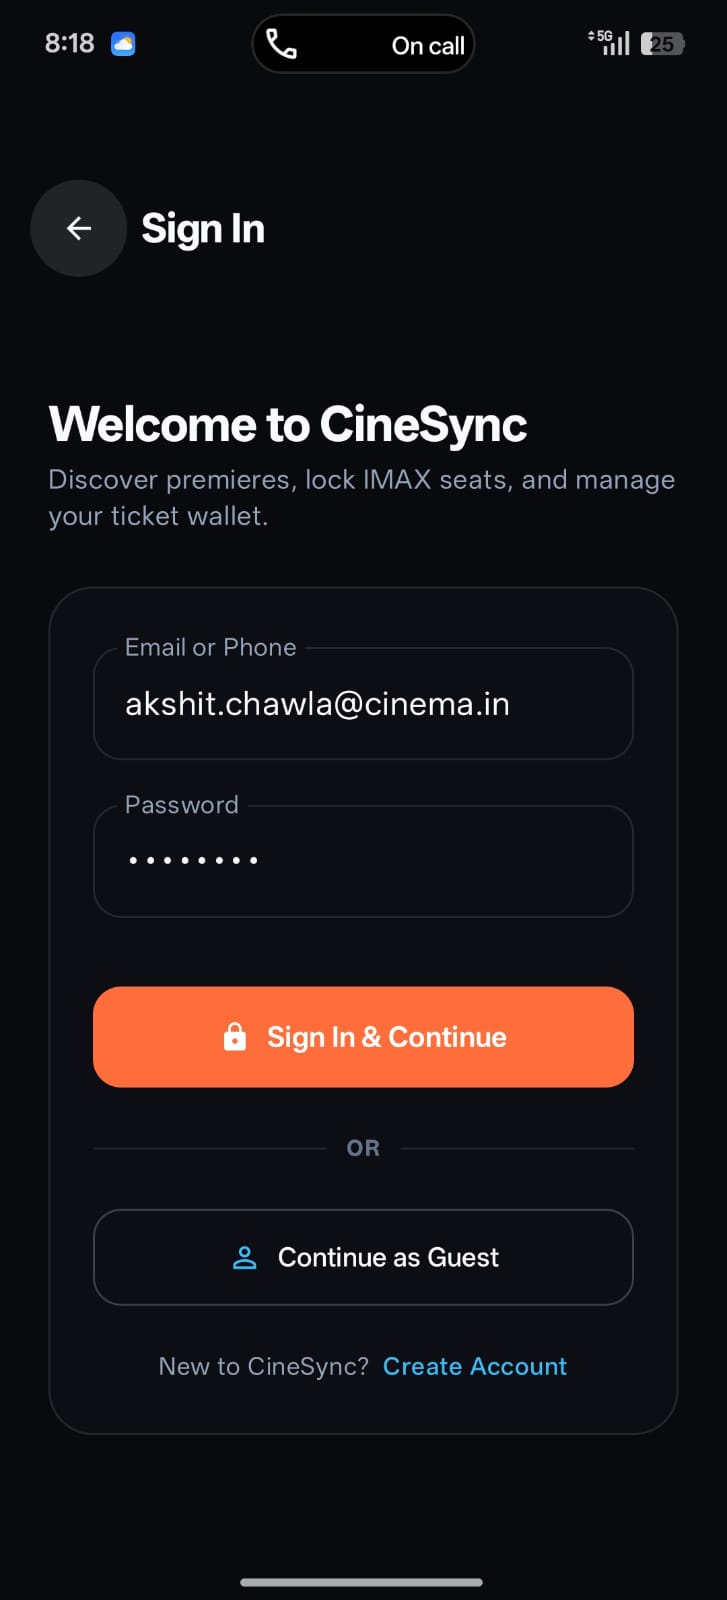 8:18
On call
5G
25
Sign In
Welcome to CineSync
Discover premieres, lock IMAX seats, and manage
your ticket wallet.
Email or Phone
akshit.chawla@cinema.in
Password
Sign In & Continue
OR
Continue as Guest
New to CineSync? Create Account